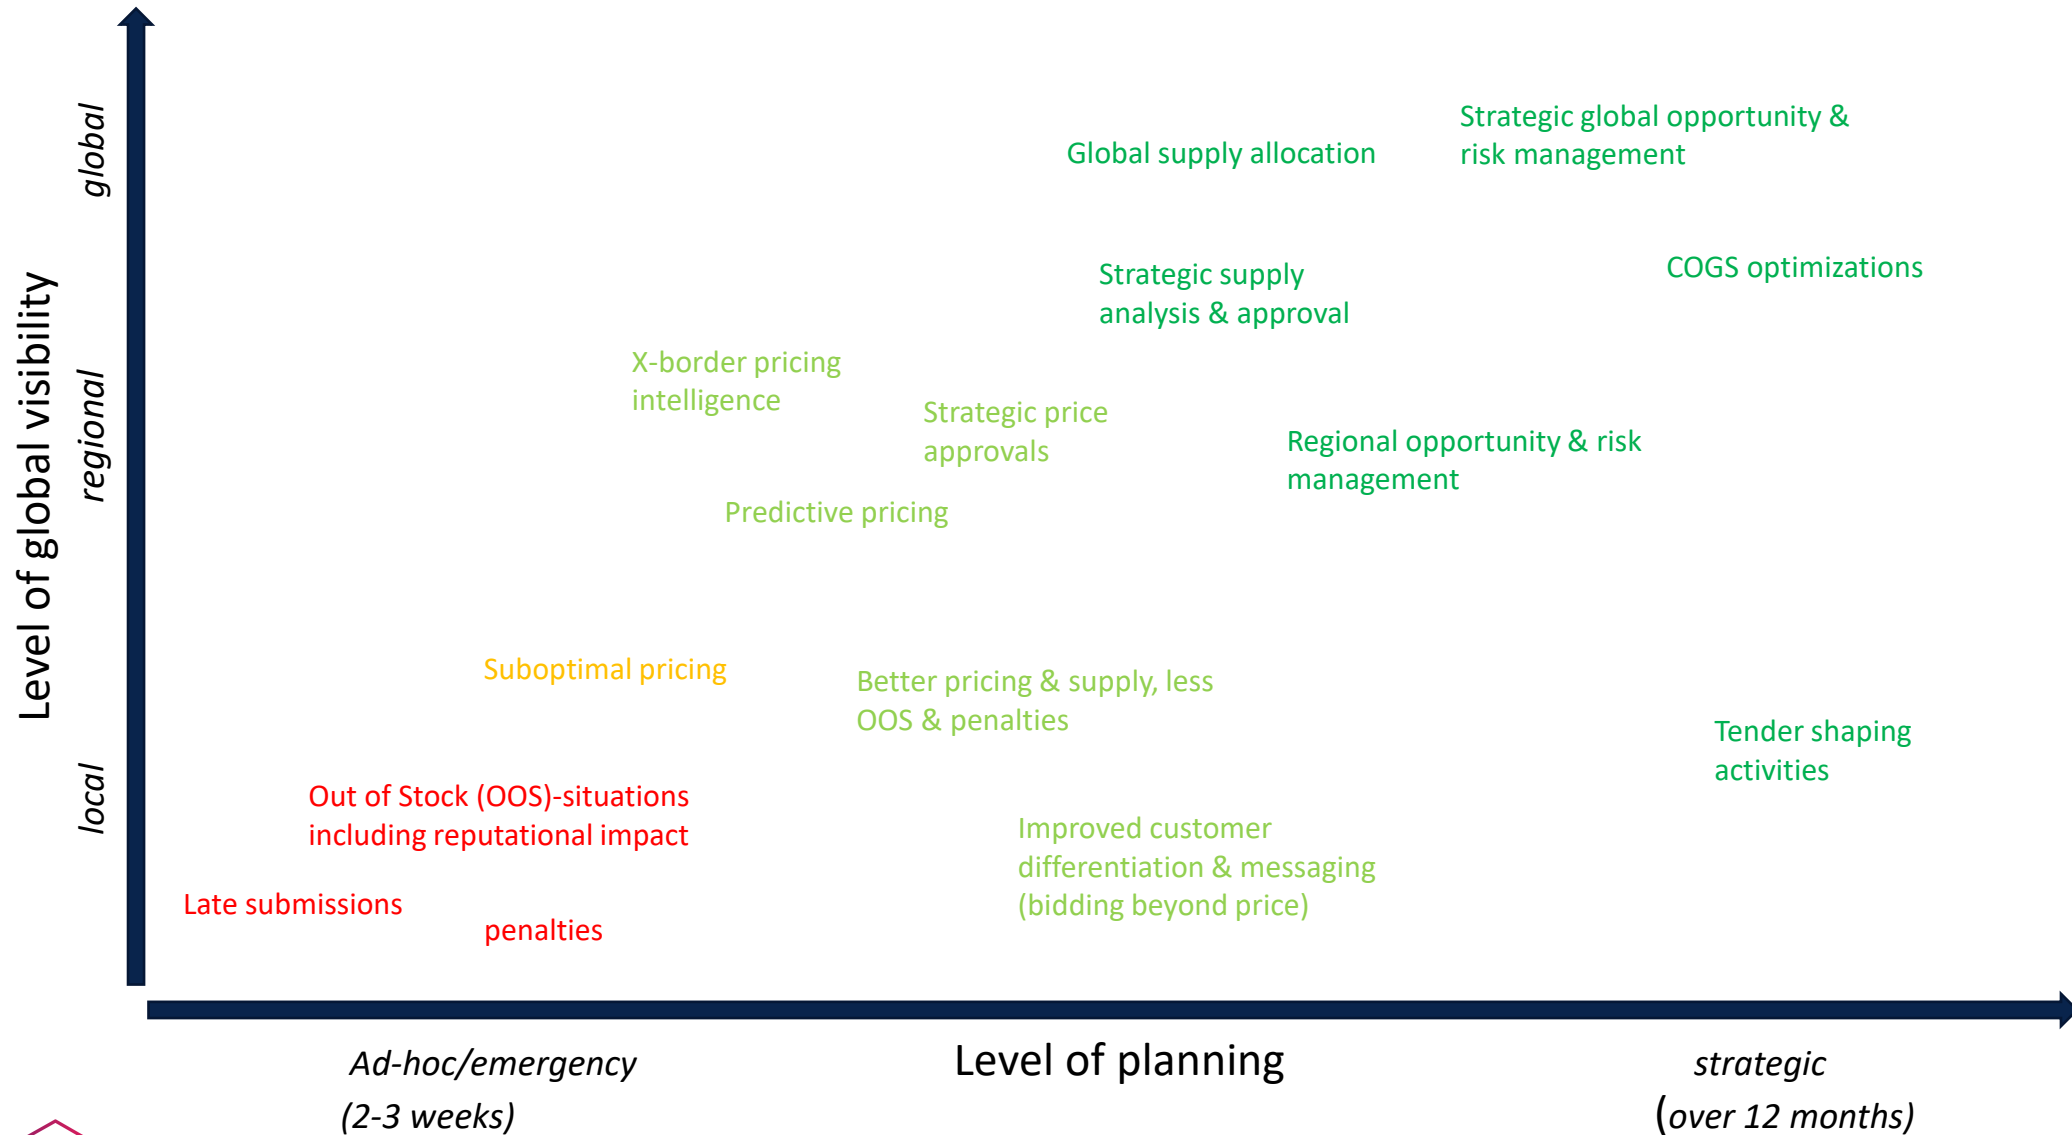 global
Strategic global opportunity &
risk management
Global supply allocation
Strategic supply
analysis & approval
COGS optimizations
Level of global visibility
regional
X-border pricing
intelligence
Strategic price
approvals
Regional opportunity & risk
management
Predictive pricing
Suboptimal pricing
Better pricing & supply, less
OOS & penalties
Tender shaping
activities
local
Out of Stock (OOS)-situations
including reputational impact
Improved customer
differentiation & messaging
(bidding beyond price)
Late submissions
penalties
Ad-hoc/emergency
(2-3 weeks)
Level of planning
strategic
(over 12 months)